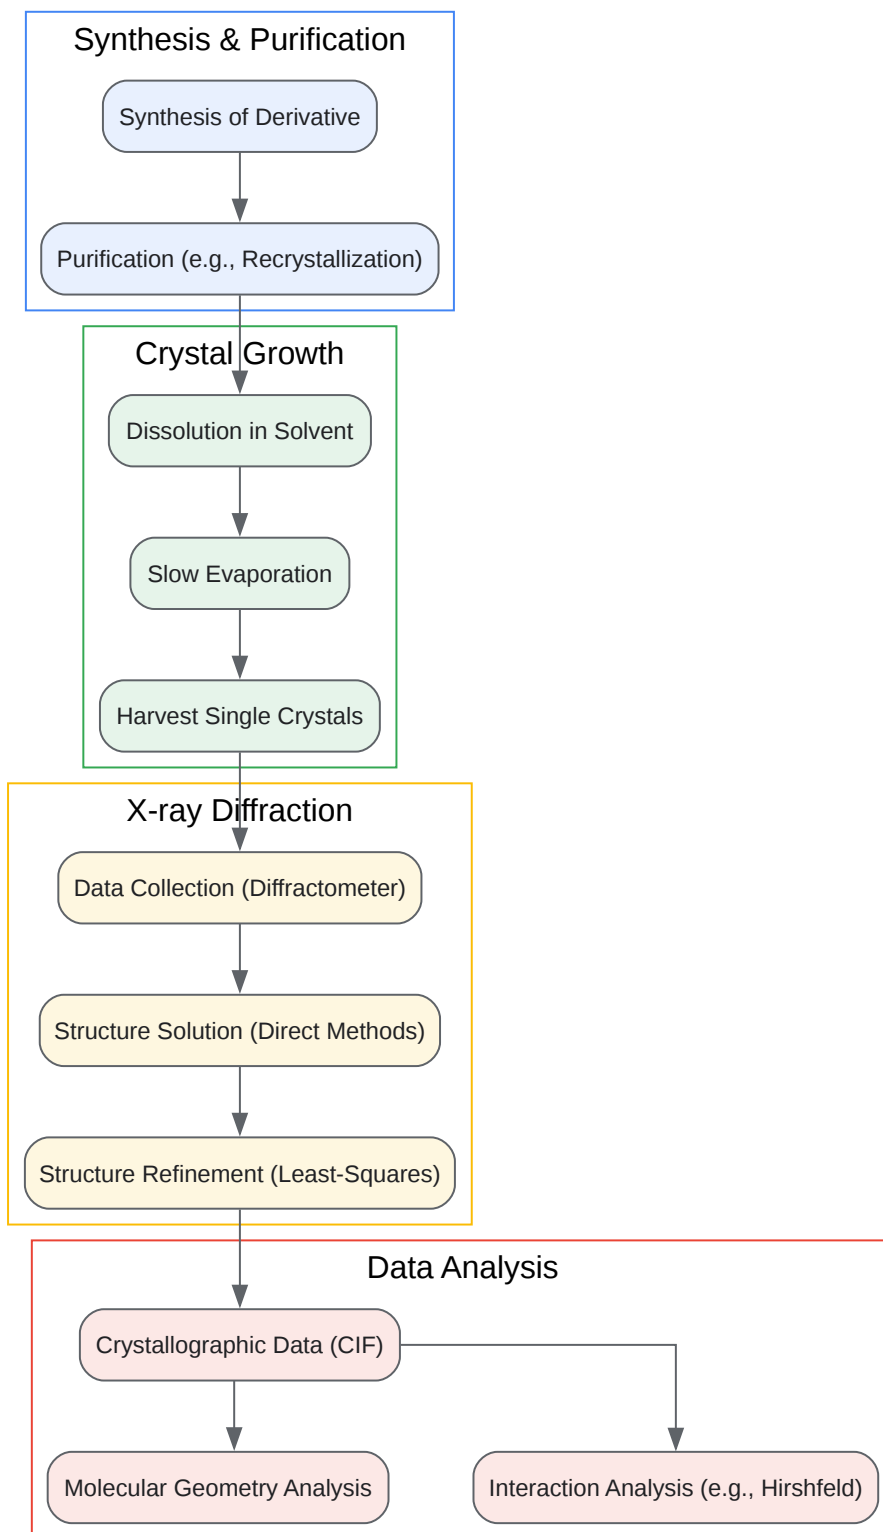 Synthesis & Purification
Synthesis of Derivative
Purification (e.g., Recrystallization)
Crystal Growth
Dissolution in Solvent
Slow Evaporation
Harvest Single Crystals
X-ray Diffraction
Data Collection (Diffractometer)
Structure Solution (Direct Methods)
Structure Refinement (Least-Squares)
Data Analysis
Crystallographic Data (CIF)
Molecular Geometry Analysis
Interaction Analysis (e.g., Hirshfeld)